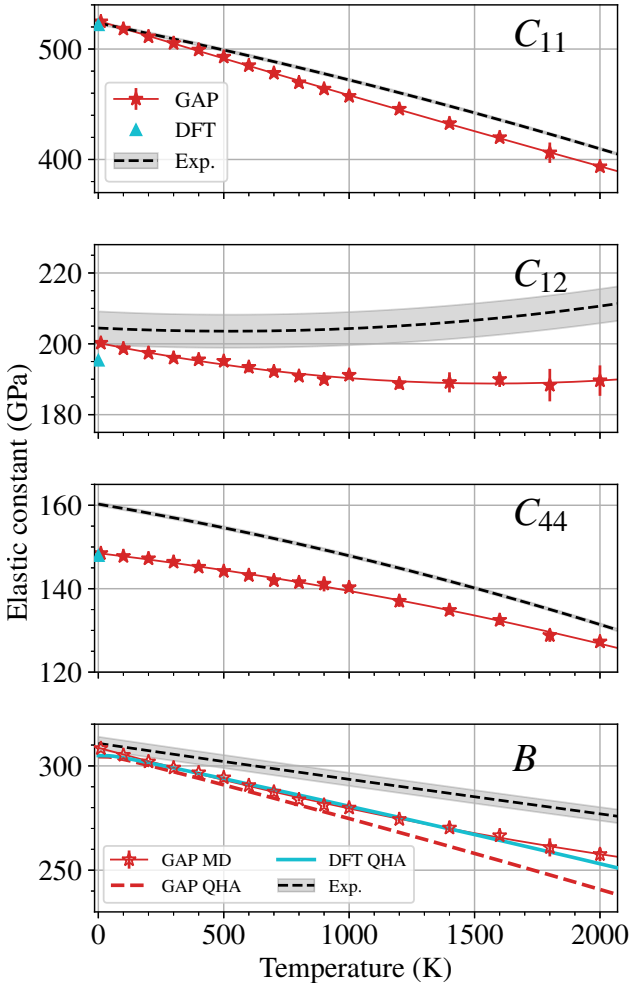 C11
500
400
GAP
DFT
Exp.
C12
220
200
180
Elastic constant (GPa)
C44
160
140
120
B
300
250
GAP MD
DFT QHA
GAP QHA
Exp.
0
500
1000
1500
2000
Temperature (K)